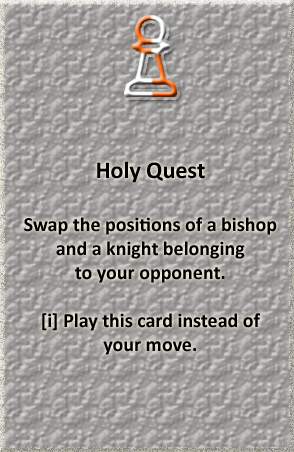 Holy Quest
Swap the positions of a bishop
and a knight belonging
to your opponent.
[i] Play this card instead of
your move.